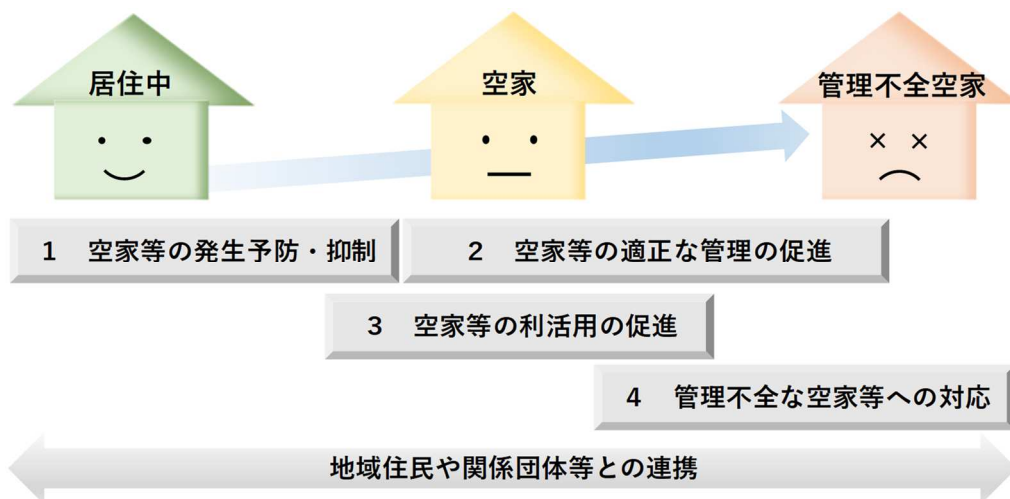 居住中
空家
管理不全空家
1 空家等の発生予防・抑制
2 空家等の適正な管理の促進
3 空家等の利活用の促進
4 管理不全な空家等への対応
地域住民や関係団体等との連携